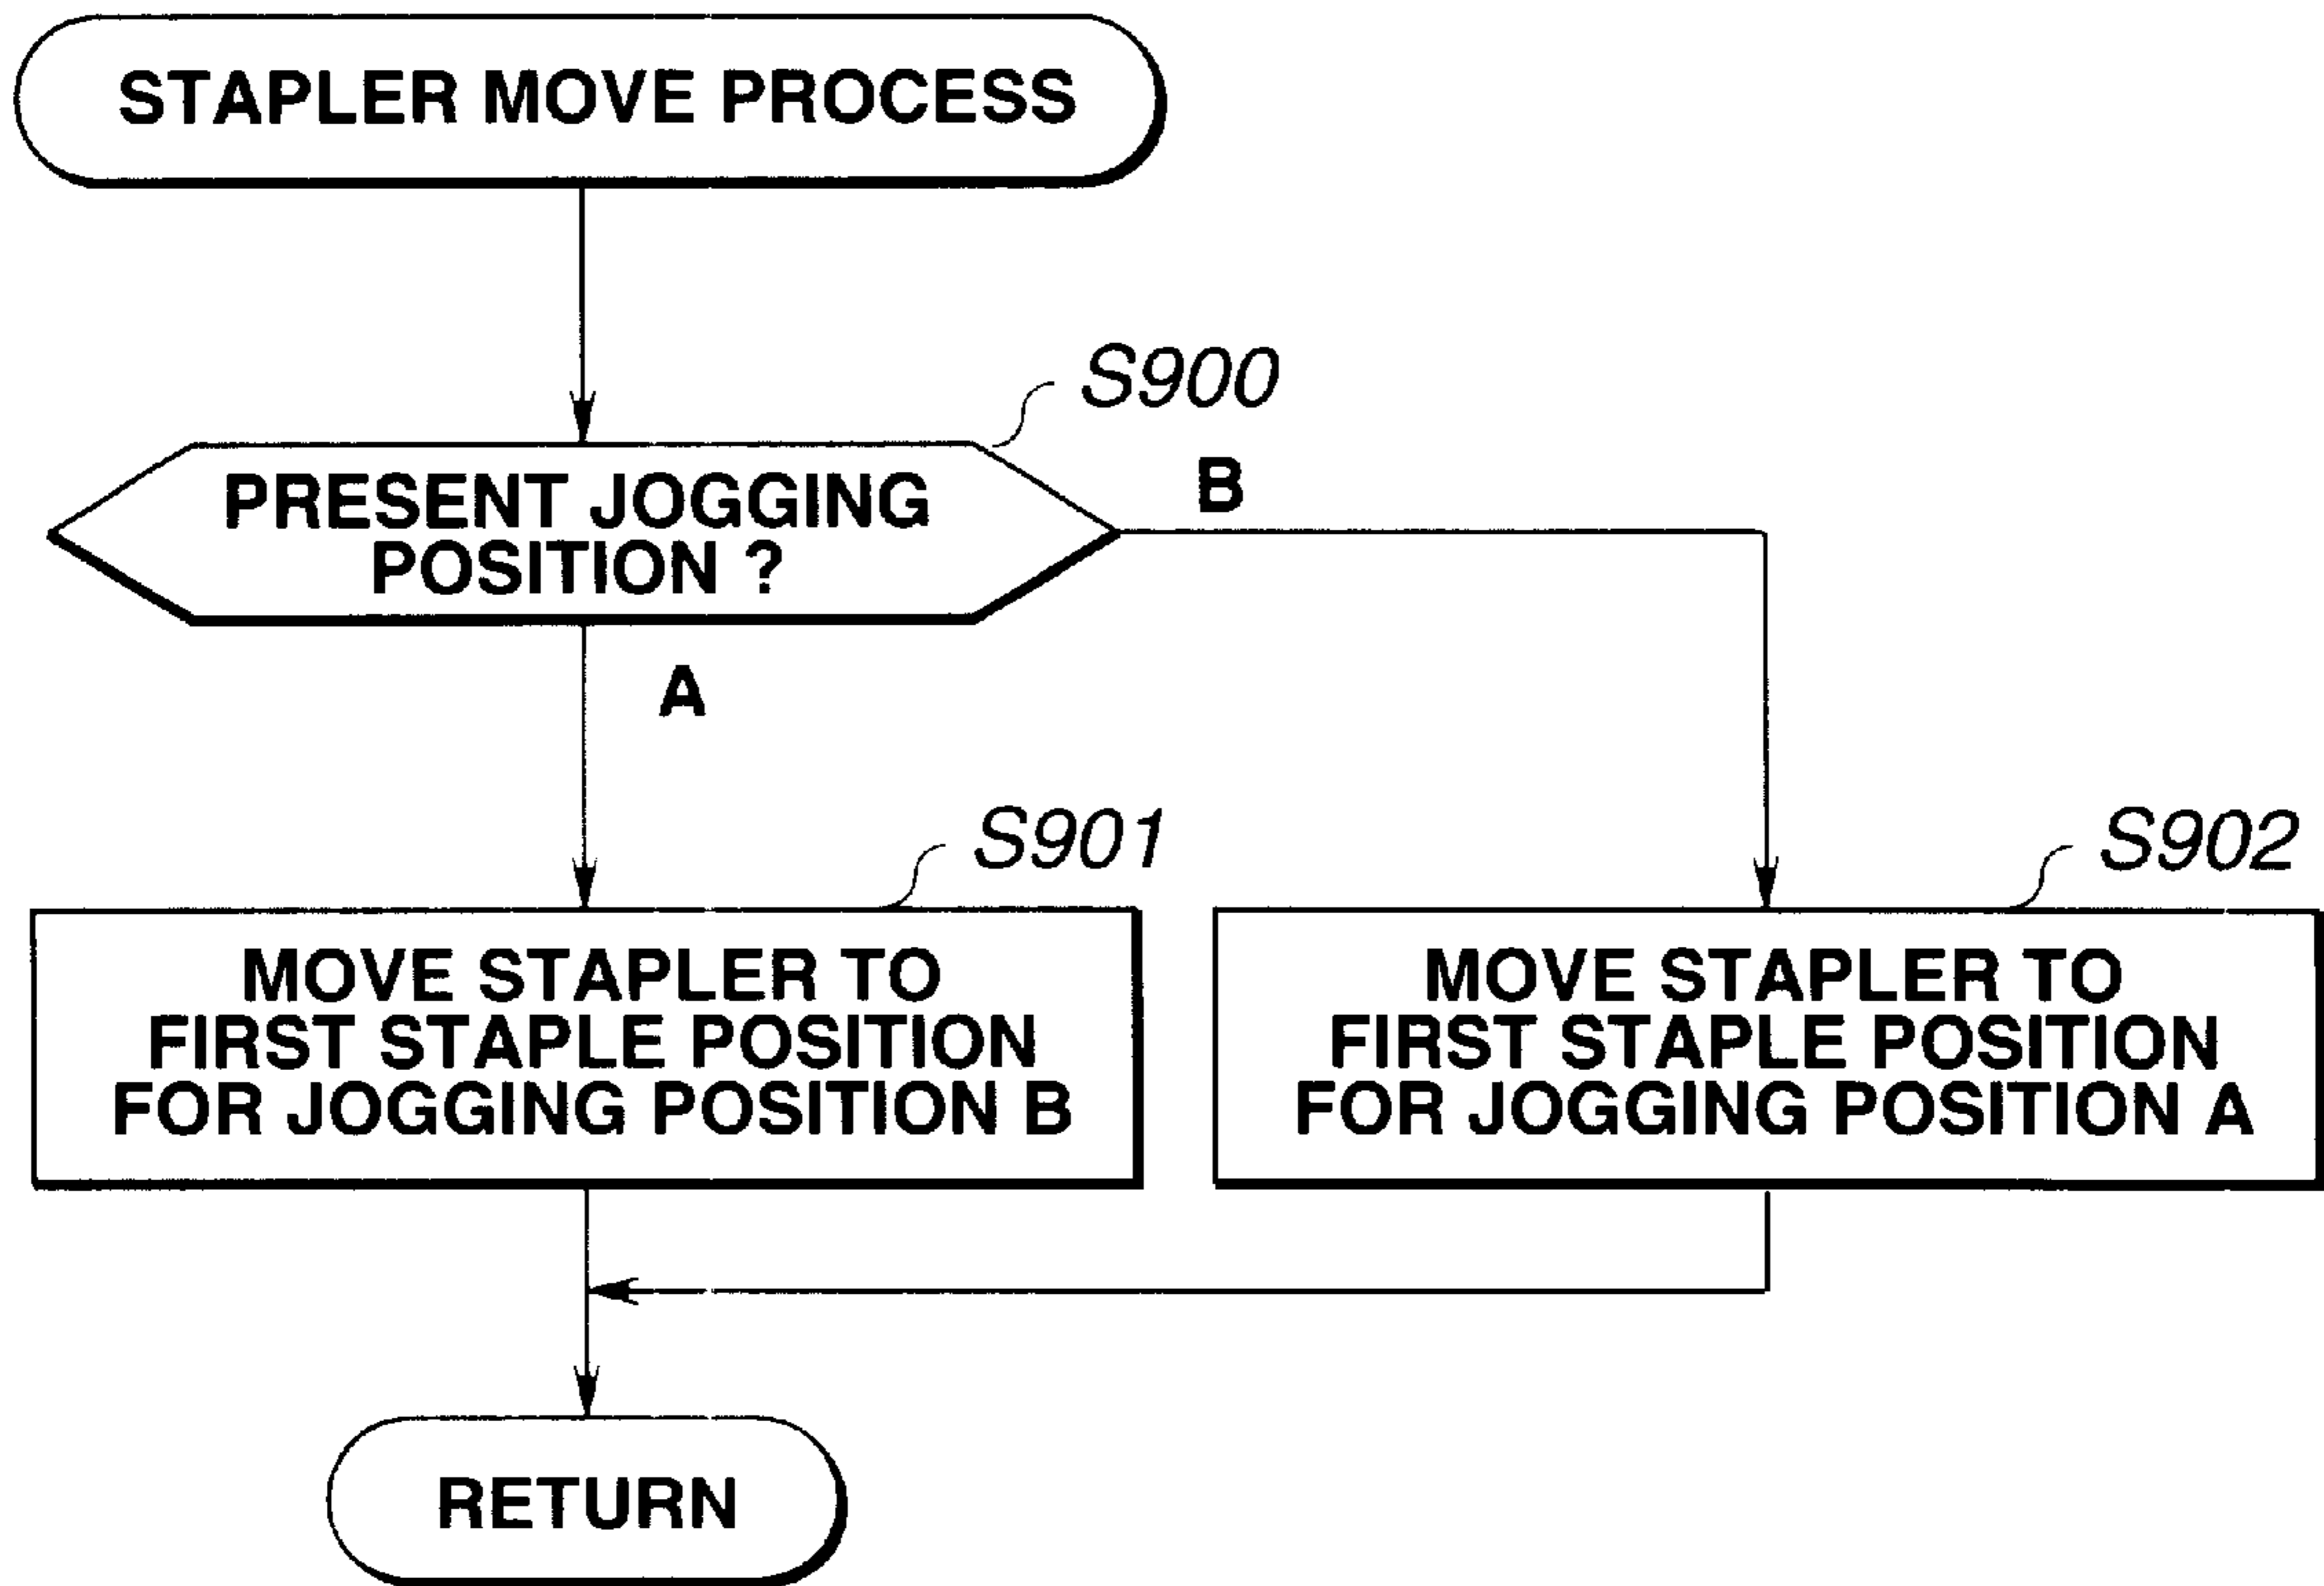 STAPLER MOVE PROCESS
S900
PRESENT JOGGING
POSITION ?
B
A
S901
MOVE STAPLER TO
FIRST STAPLE POSITION
FOR JOGGING POSITION B
S902
MOVE STAPLER TO
FIRST STAPLE POSITION
FOR JOGGING POSITION A
RETURN